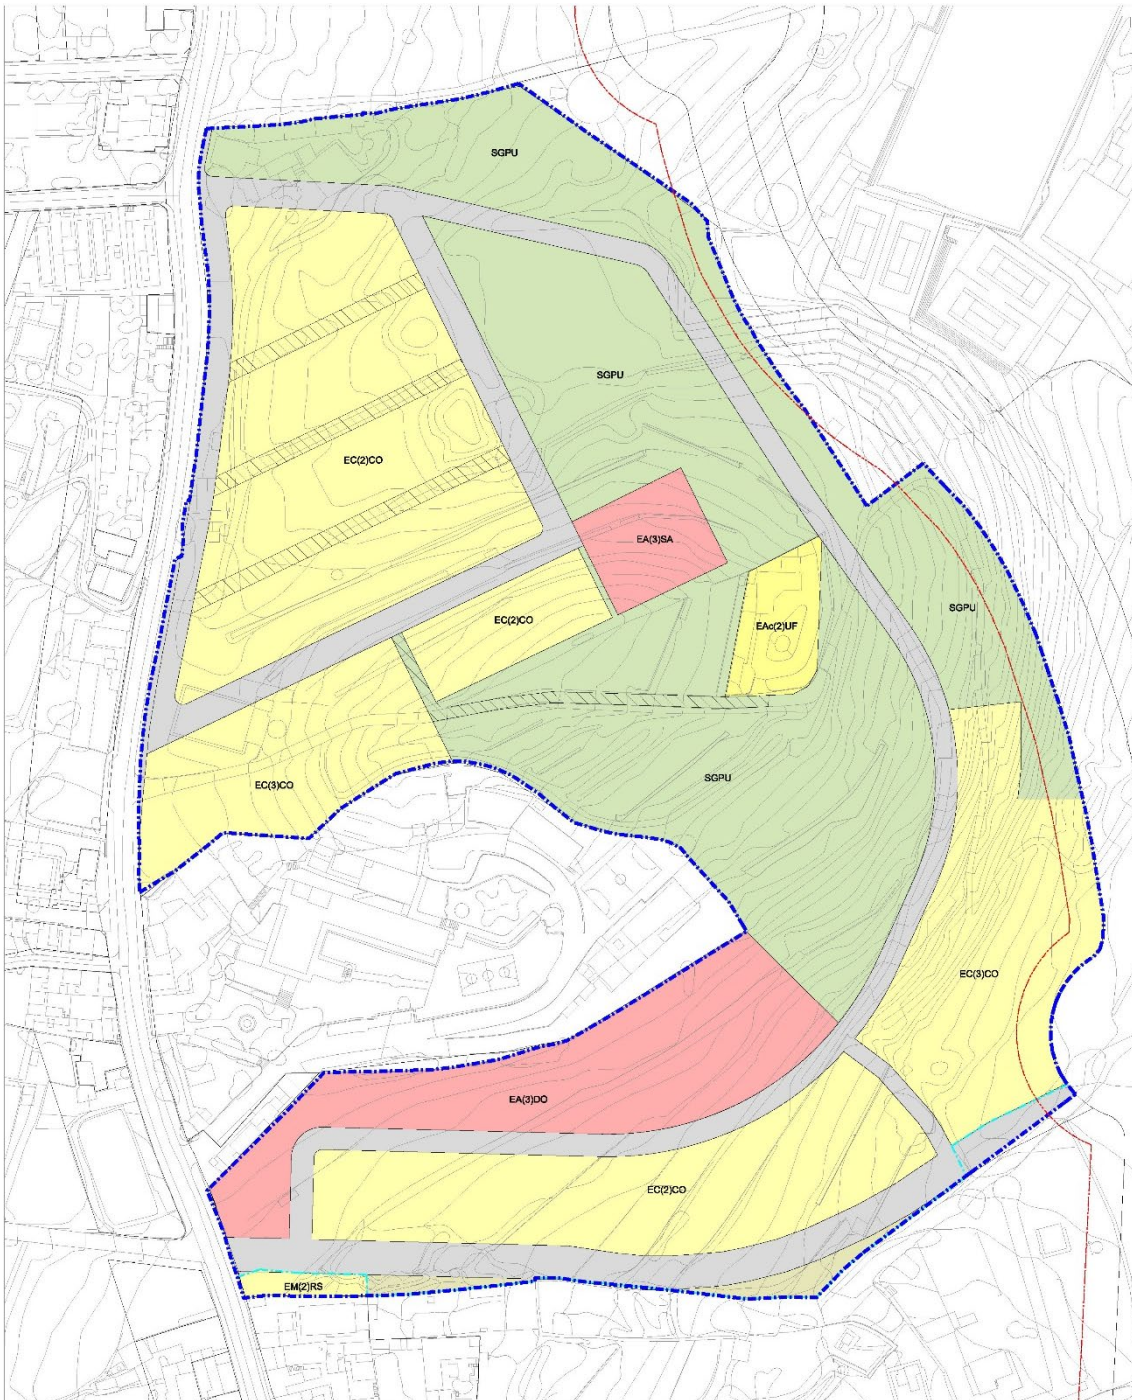 SGPU
SGPU
EC(2)CO
EA(3)SA
SGPU
EC(2)CO
EAc(2)UF
SGPU
EC(3)CO
EC(3)CO
EA(3)DO
EC(2)CO
EM(2)RS